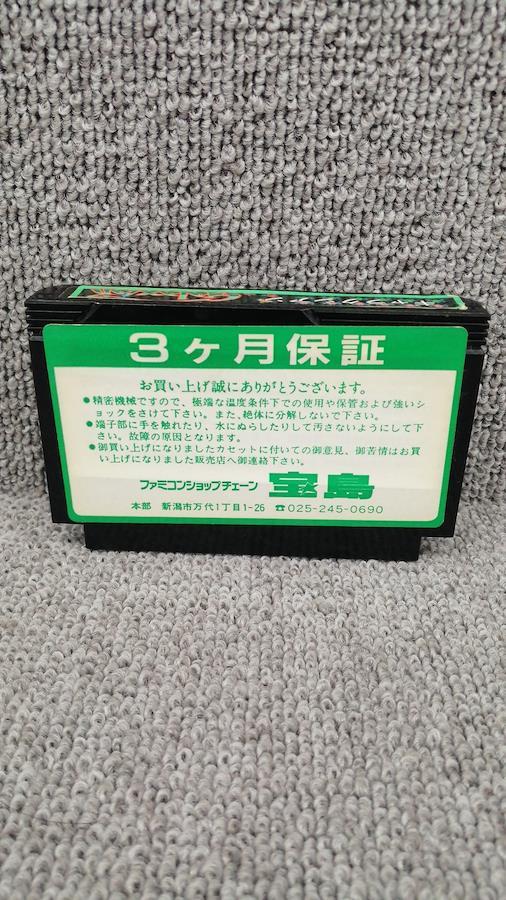 3ヶ月保証
お買い上げ誠にありがとうございます。
●精密機械ですので、極端な温度条件下での使用や保管および強いシ
ョックをさけて下さい。また、絶対に分解しないで下さい。
●端子部に手を触れたり、水にぬらしたりして汚さないようにして下
さい。故障の原因となります。
●御買い上げになりましたカセットに付いての御意見、御苦情はお買
い上げになりました販売店へ御連絡下さい。
ファミコンショップチェーン 宝島
本部 新潟市万代1丁目1-26 ☎025-245-0690